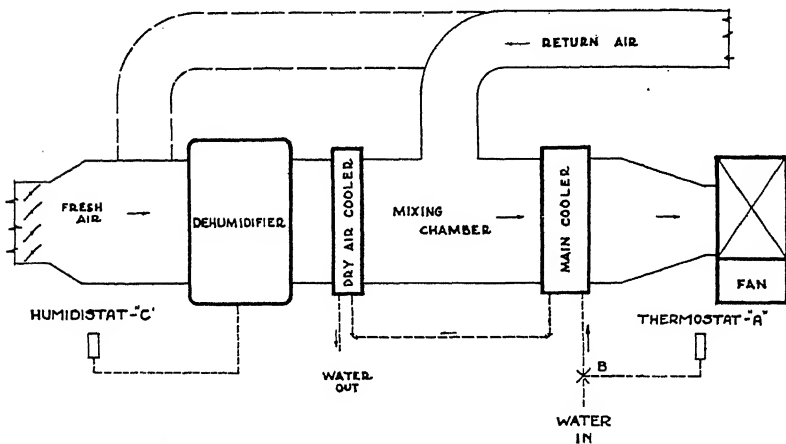 RETURN AIR
FRESH
AIR
DEHUMIDIFIER
DRY AIR COOLER
MIXING
CHAMBER
MAIN COOLER
FAN
HUMIDISTAT-"C'
THERMOSTAT-"A"
WATER
OUT
B
WATER
IN